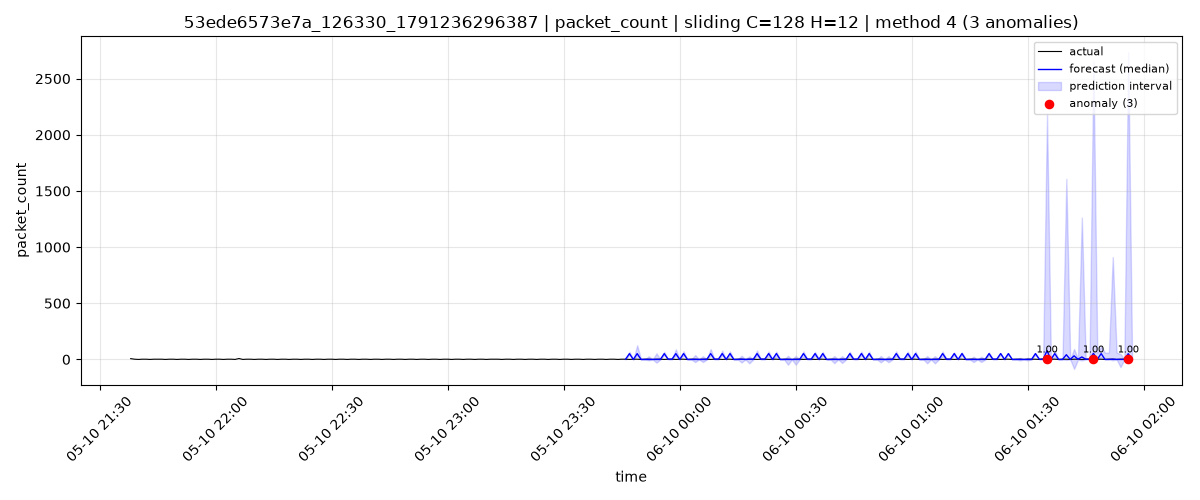 53ede6573e7a_126330_1791236296387 | packet_count | sliding C=128 H=12 | method 4 (3 anomalies)
actual
forecast (median)
prediction interval
anomaly (3)
packet_count
2500
2000
1500
1000
500
0
1.00 1.00 1.00
05-10 21:30
05-10 22:00
05-10 22:30
05-10 23:00
05-10 23:30
06-10 00:00
06-10 00:30
06-10 01:00
06-10 01:30
06-10 02:00
time